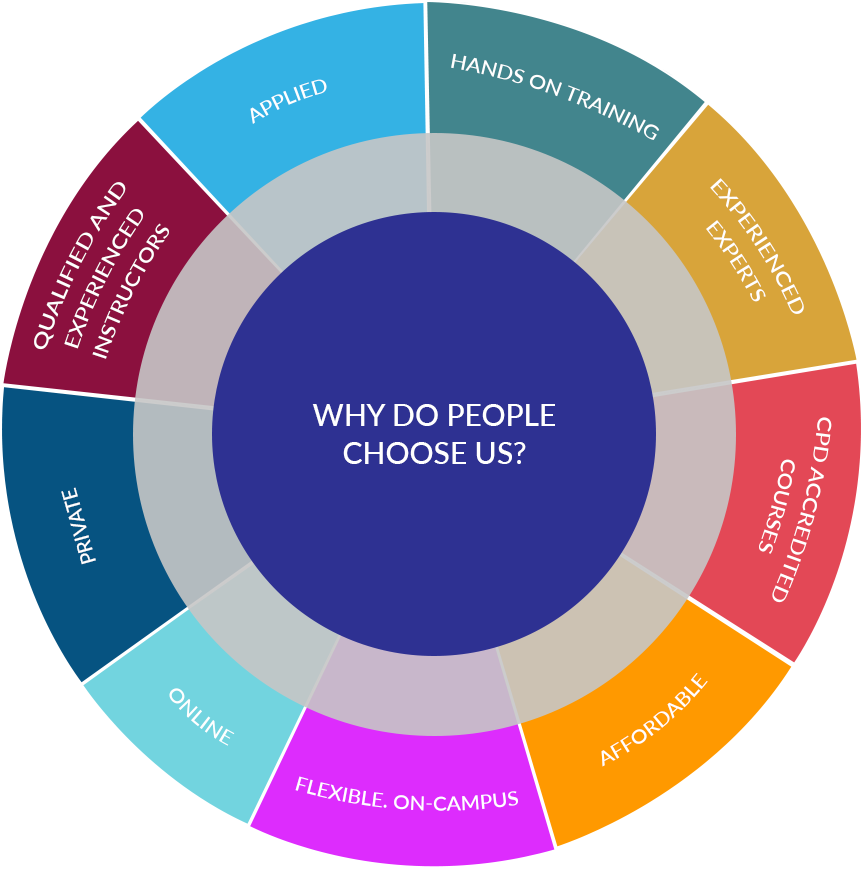 WHY DO PEOPLE
CHOOSE US?
HANDS ON TRAINING
EXPERIENCED
EXPERTS
CPD ACCREDITED
COURSES
AFFORDABLE
FLEXIBLE. ON-CAMPUS
ONLINE
PRIVATE
QUALIFIED AND
EXPERIENCED
INSTRUCTORS
APPLIED